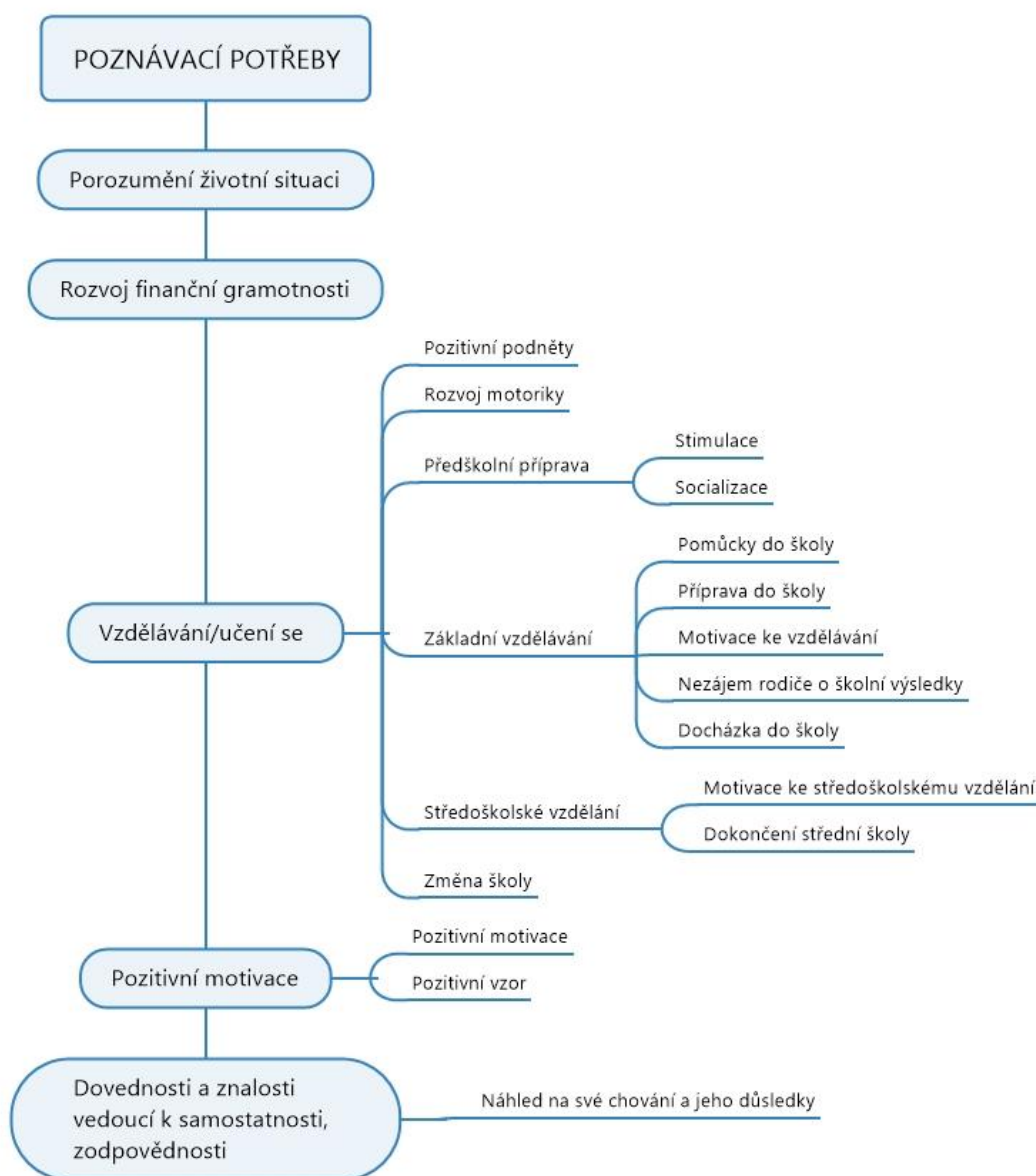 POZNÁVACÍ POTŘEBY
Porozumění životní situaci
Rozvoj finanční gramotnosti
Pozitivní podněty
Rozvoj motoriky
Stimulace
Předškolní příprava
Socializace
Pomůcky do školy
Příprava do školy
Vzdělávání/učení se
Základní vzdělávání
Motivace ke vzdělávání
Nezájem rodiče o školní výsledky
Docházka do školy
Motivace ke středoškolskému vzdělání
Středoškolské vzdělání
Dokončení střední školy
Změna školy
Pozitivní motivace
Pozitivní motivace
Pozitivní vzor
Dovednosti a znalosti
vedoucí k samostatnosti,
zodpovědnosti
Náhled na své chování a jeho důsledky